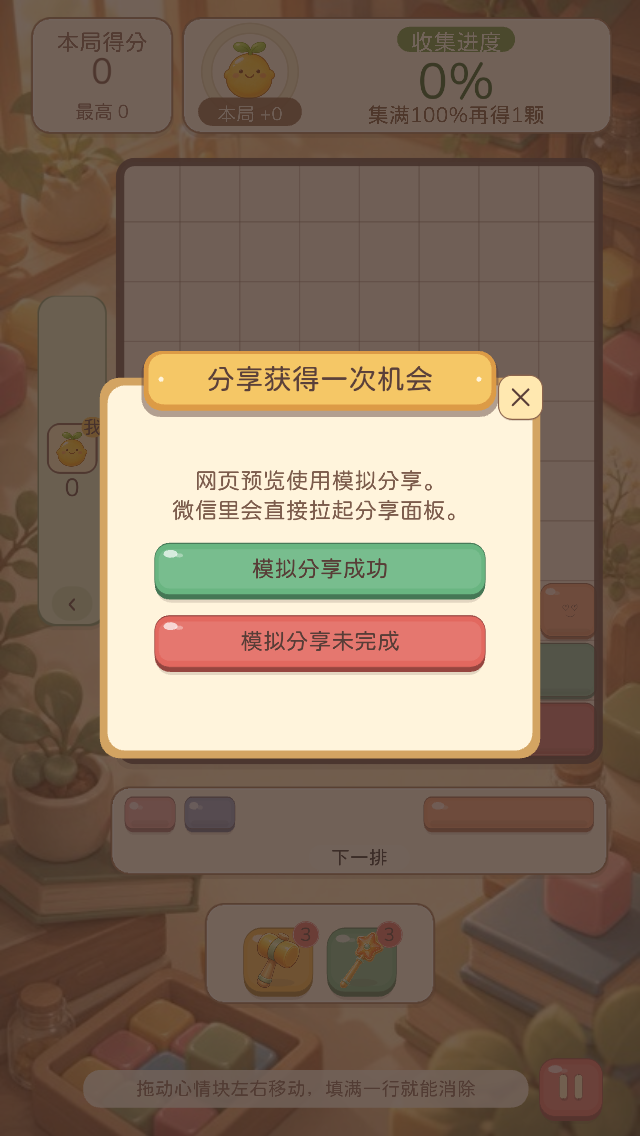 本局得分
0
最高 0
本局 +0
收集进度
0%
集满100%再得1颗
分享获得一次机会
我
0
网页预览使用模拟分享。
微信里会直接拉起分享面板。
模拟分享成功
模拟分享未完成
下一排
3
3
拖动心情块左右移动，填满一行就能消除